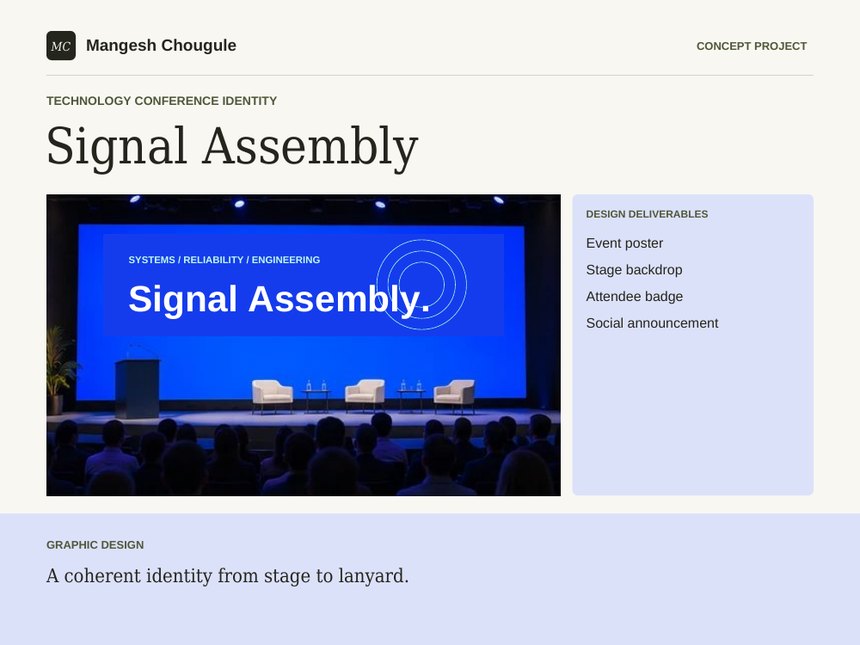 MC
Mangesh Chougule
CONCEPT PROJECT
TECHNOLOGY CONFERENCE IDENTITY
Signal Assembly
SYSTEMS / RELIABILITY / ENGINEERING
Signal Assembly.
DESIGN DELIVERABLES
Event poster
Stage backdrop
Attendee badge
Social announcement
GRAPHIC DESIGN
A coherent identity from stage to lanyard.